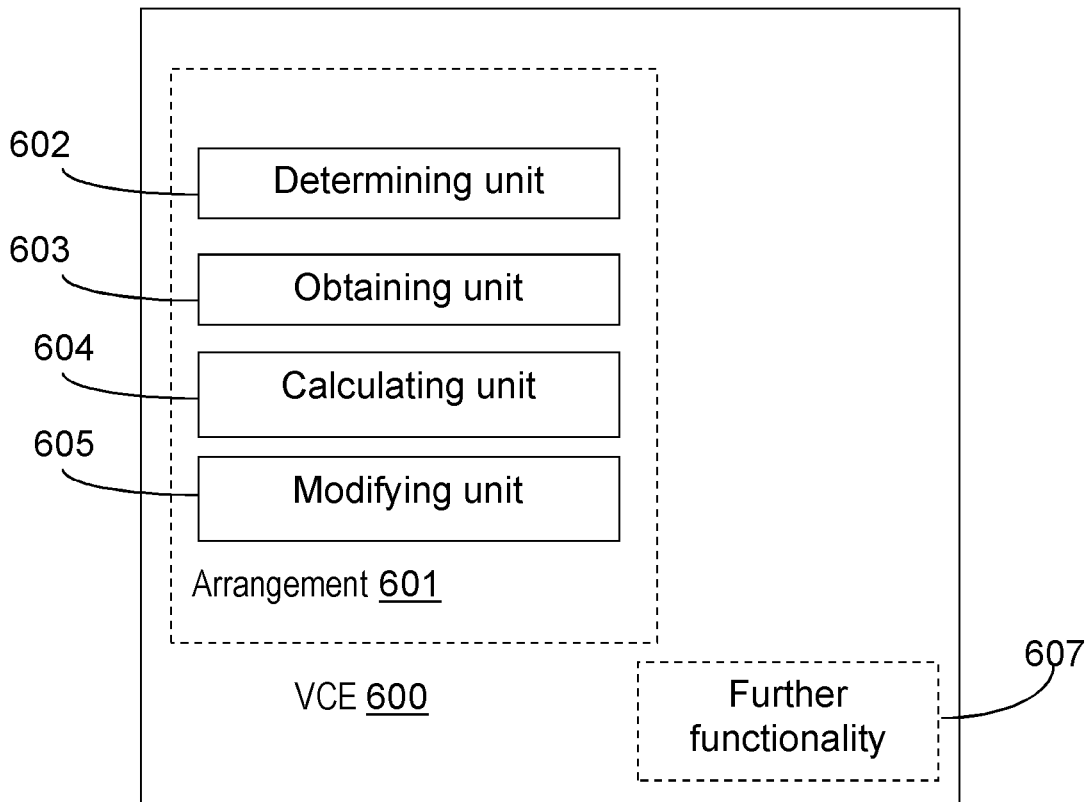 602
Determining unit
603
Obtaining unit
604
Calculating unit
605
Modifying unit
Arrangement 601
607
VCE 600
Further
functionality